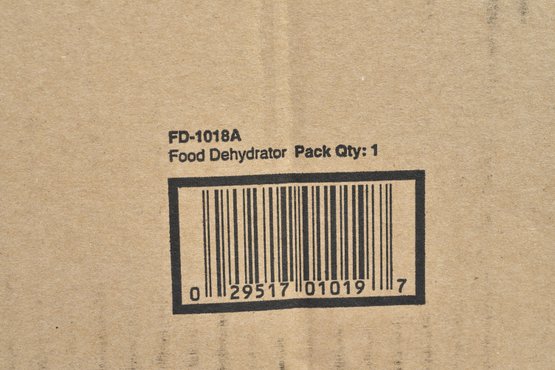 FD-1018A
Food Dehydrator Pack Qty: 1
0 29517 01019 7